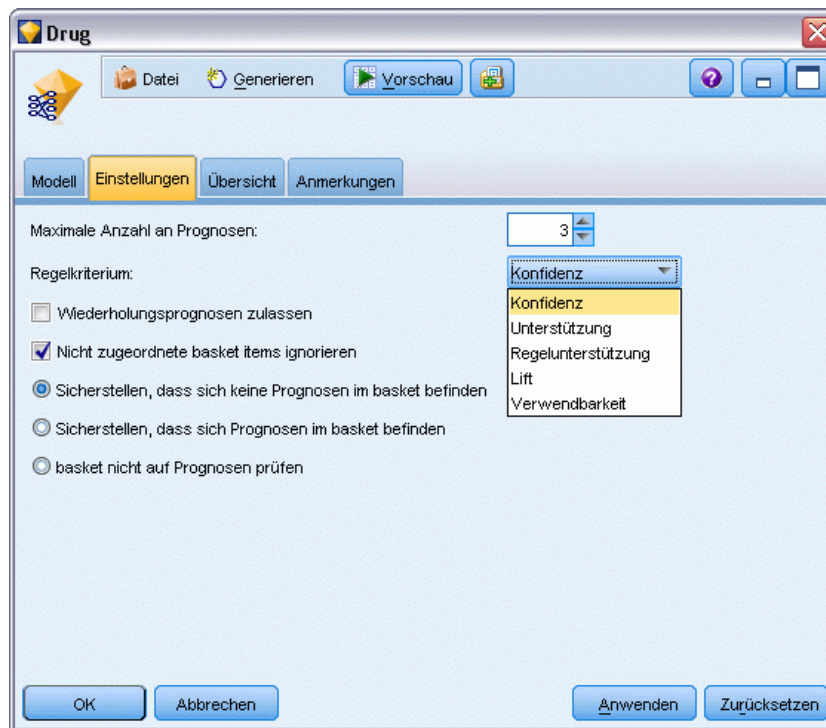 Drug
Datei Generieren Vorschau
Modell Einstellungen Übersicht Anmerkungen
Maximale Anzahl an Prognosen: 3
Regelkriterium: Konfidenz
Konfidenz
Unterstützung
Regelunterstützung
Lift
Verwendbarkeit
Wiederholungsprognosen zulassen
Nicht zugeordnete basket items ignorieren
Sicherstellen, dass sich keine Prognosen im basket befinden
Sicherstellen, dass sich Prognosen im basket befinden
basket nicht auf Prognosen prüfen
OK Abbrechen Anwenden Zurücksetzen